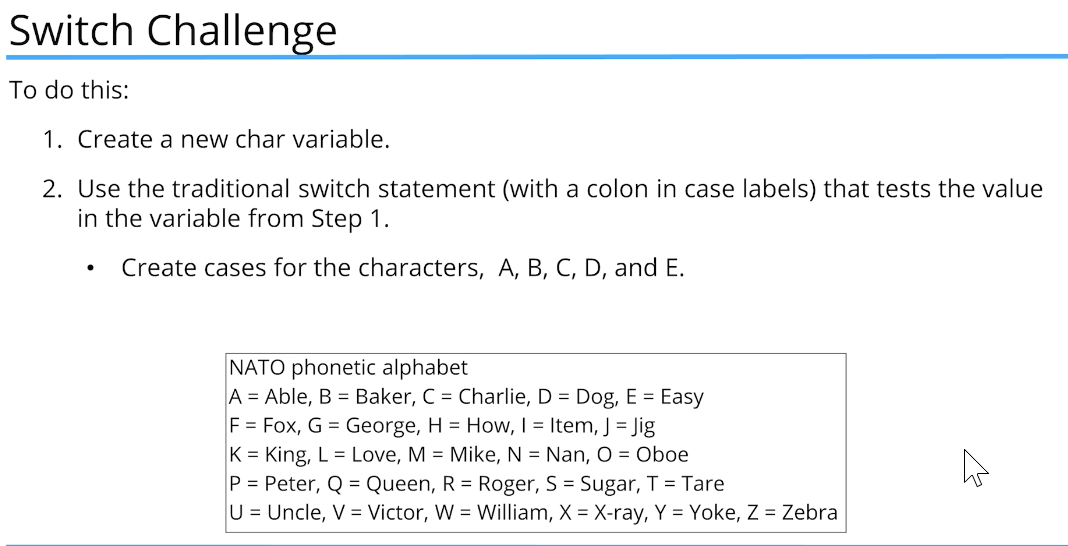 Switch Challenge
To do this:
1. Create a new char variable.
2. Use the traditional switch statement (with a colon in case labels) that tests the value
in the variable from Step 1.
• Create cases for the characters, A, B, C, D, and E.
NATO phonetic alphabet
A = Able, B = Baker, C = Charlie, D = Dog, E = Easy
F = Fox, G = George, H = How, I = Item, J = Jig
K = King, L = Love, M = Mike, N = Nan, O = Oboe
P = Peter, Q = Queen, R = Roger, S = Sugar, T = Tare
U = Uncle, V = Victor, W = William, X = X-ray, Y = Yoke, Z = Zebra